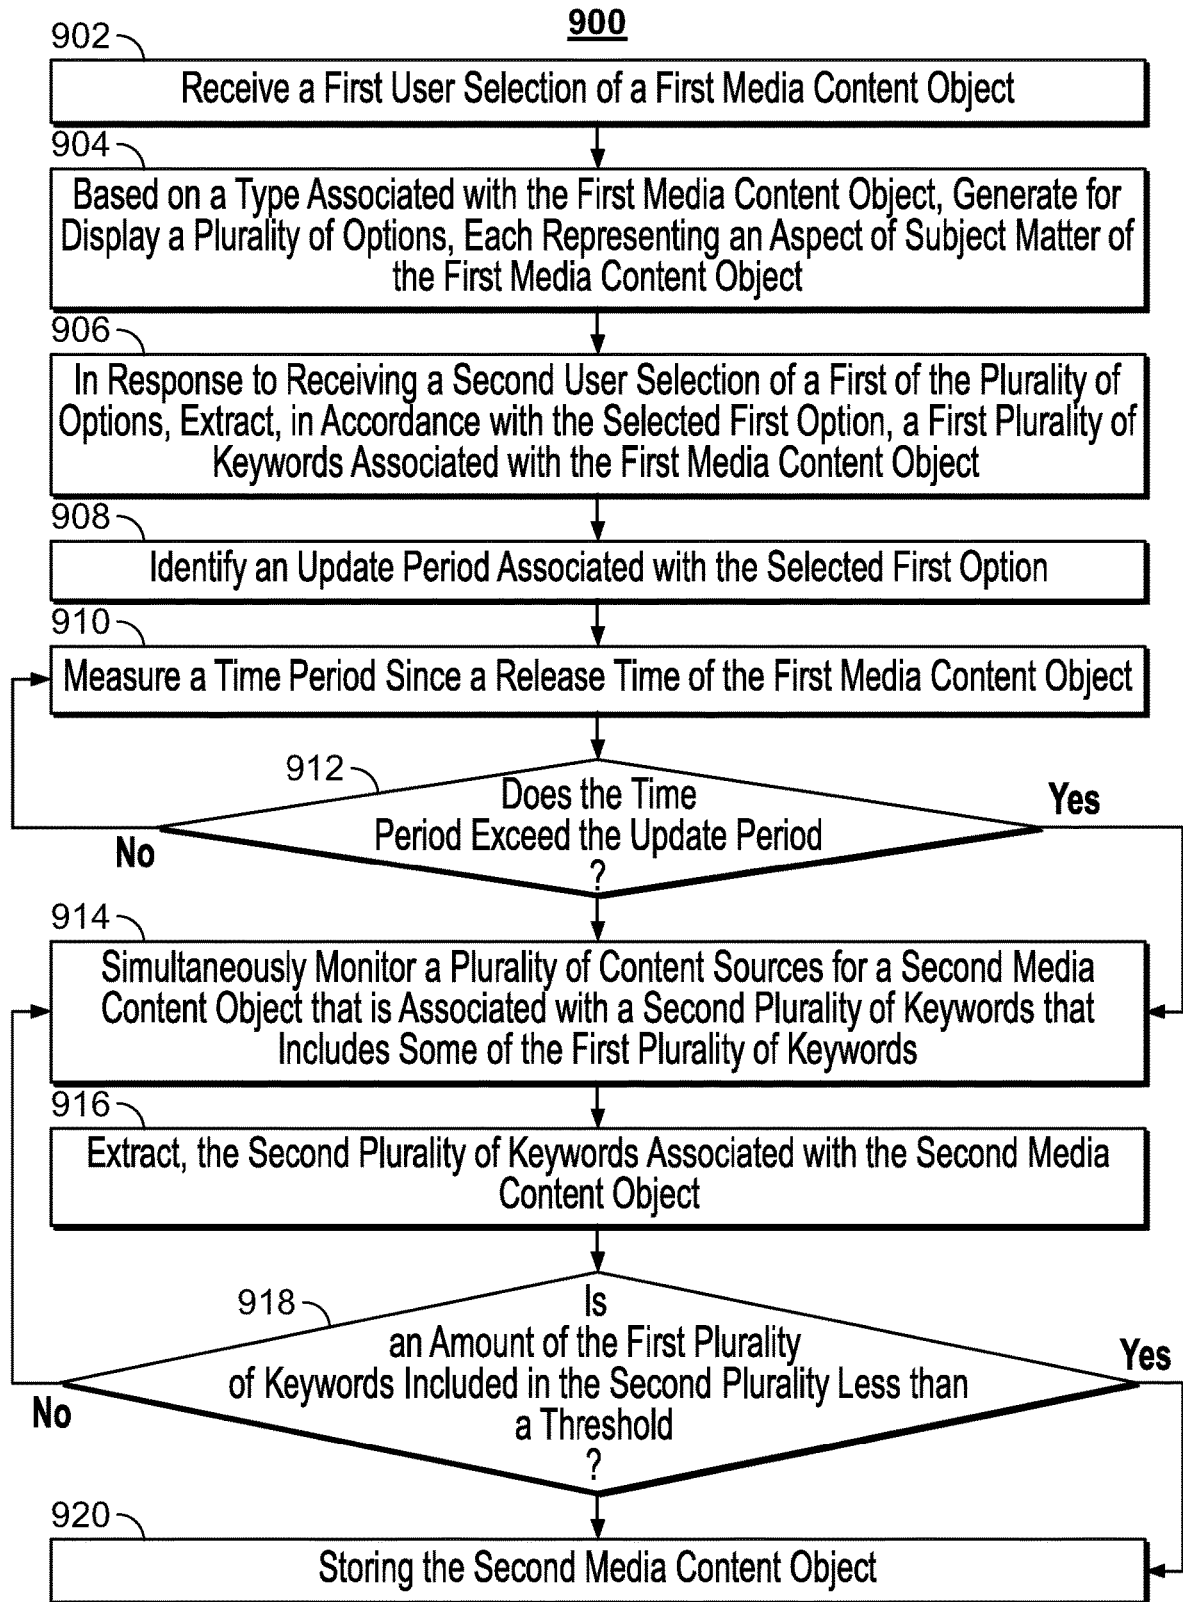 900
902
Receive a First User Selection of a First Media Content Object
904
Based on a Type Associated with the First Media Content Object, Generate for
Display a Plurality of Options, Each Representing an Aspect of Subject Matter of
the First Media Content Object
906
In Response to Receiving a Second User Selection of a First of the Plurality of
Options, Extract, in Accordance with the Selected First Option, a First Plurality of
Keywords Associated with the First Media Content Object
908
Identify an Update Period Associated with the Selected First Option
910
Measure a Time Period Since a Release Time of the First Media Content Object
912
Does the Time
Period Exceed the Update Period
?
Yes
No
914
Simultaneously Monitor a Plurality of Content Sources for a Second Media
Content Object that is Associated with a Second Plurality of Keywords that
Includes Some of the First Plurality of Keywords
916
Extract, the Second Plurality of Keywords Associated with the Second Media
Content Object
918
Is
an Amount of the First Plurality
of Keywords Included in the Second Plurality Less than
a Threshold
?
Yes
No
920
Storing the Second Media Content Object